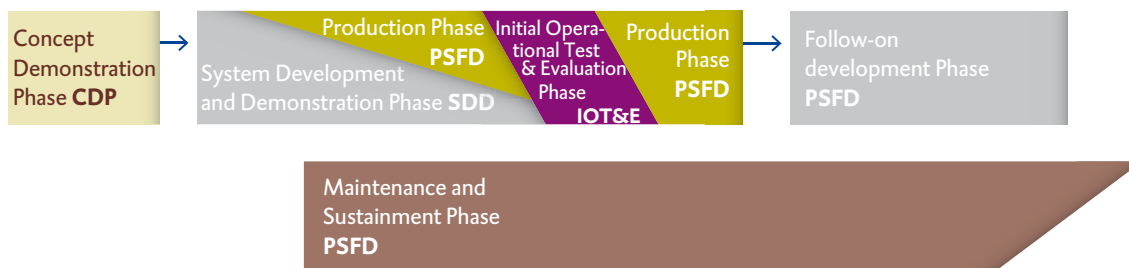 Concept
Demonstration
Phase CDP
System Development
and Demonstration Phase SDD
Production Phase
PSFD
Initial Opera-
tional Test
& Evaluation
Phase
IOT&E
Production
Phase
PSFD
Follow-on
development Phase
PSFD
Maintenance and
Sustainment Phase
PSFD